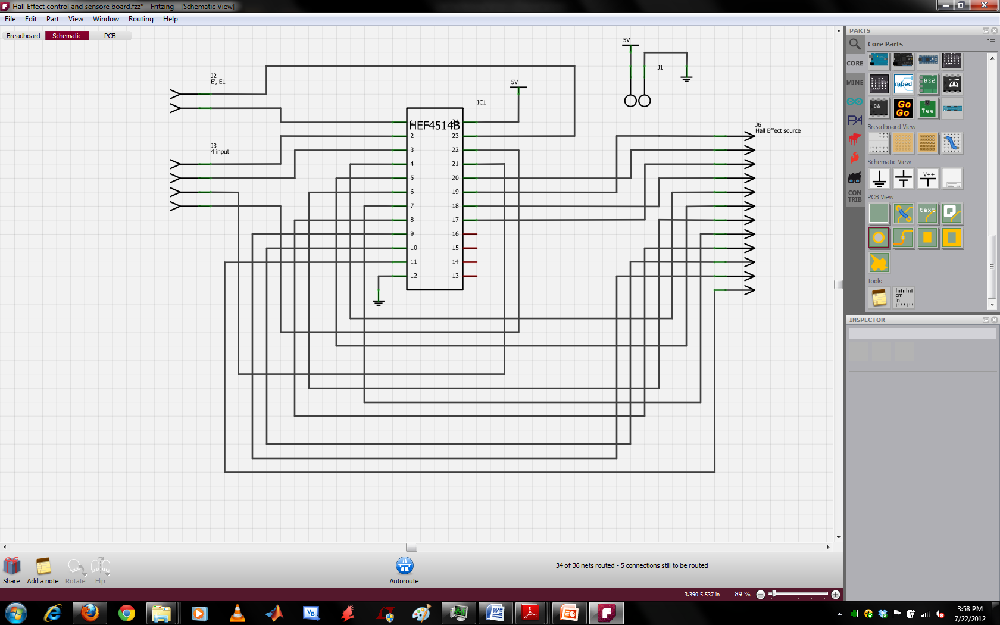 Hall Effect control and sensore board.fzz* - Fritzing - [Schematic View]
File Edit Part View Window Routing Help
Breadboard Schematic PCB
J2
E', EL
J3
4 input
5V
IC1
HEF4514B
1
2
3
4
5
6
7
8
9
10
11
12
24
23
22
21
20
19
18
17
16
15
14
13
5V
J1
J6
Hall Effect source
PARTS
Core Parts
CORE
MINE
PA
CON
TRIB
mbed
BS2
Go
Go
Tee
Breadboard View
Schematic View
V++
PCB View
text
F
Tools
cm
in
INSPECTOR
Share
Add a note
Rotate
Flip
Autoroute
34 of 36 nets routed - 5 connections still to be routed
-3.390 5.537 in
89 %
VB
W
P
F
3:58 PM
7/22/2012